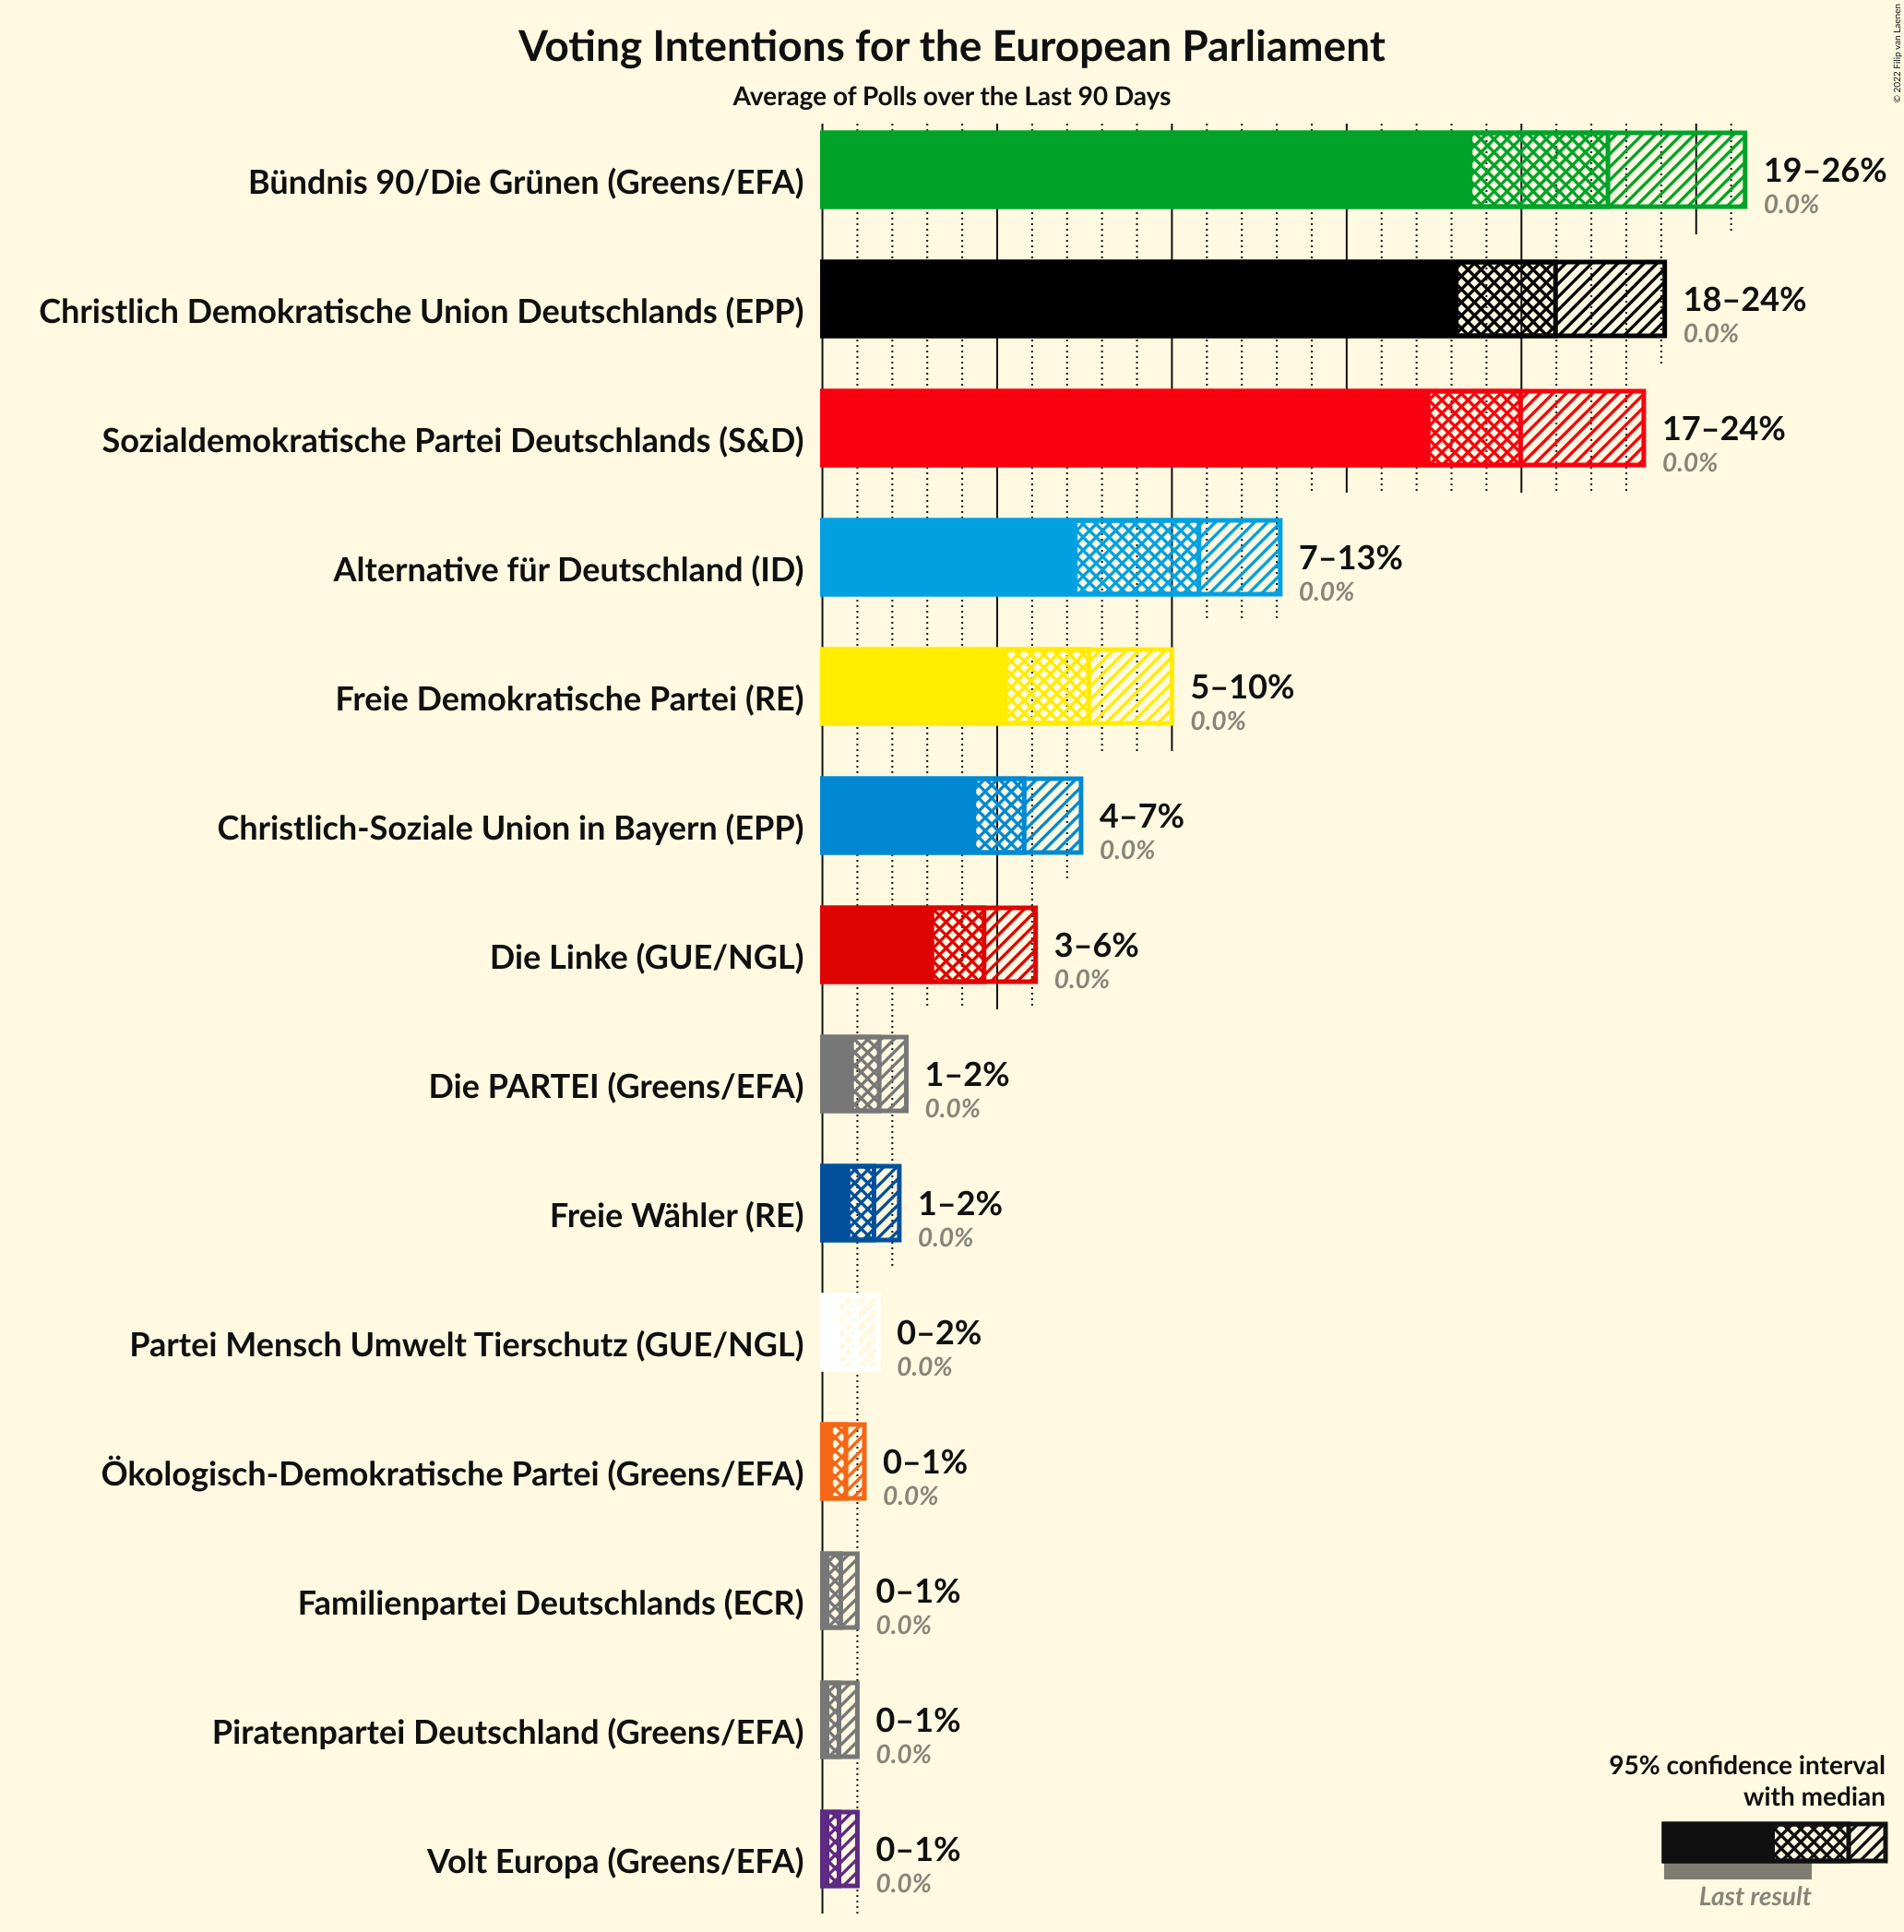 Voting Intentions for the European Parliament
Average of Polls over the Last 90 Days
© 2022 Filip van Laenen
Bündnis 90/Die Grünen (Greens/EFA)
19–26%
0.0%
Christlich Demokratische Union Deutschlands (EPP)
18–24%
0.0%
Sozialdemokratische Partei Deutschlands (S&D)
17–24%
0.0%
Alternative für Deutschland (ID)
7–13%
0.0%
Freie Demokratische Partei (RE)
5–10%
0.0%
Christlich-Soziale Union in Bayern (EPP)
4–7%
0.0%
Die Linke (GUE/NGL)
3–6%
0.0%
Die PARTEI (Greens/EFA)
1–2%
0.0%
Freie Wähler (RE)
1–2%
0.0%
Partei Mensch Umwelt Tierschutz (GUE/NGL)
0–2%
0.0%
Ökologisch-Demokratische Partei (Greens/EFA)
0–1%
0.0%
Familienpartei Deutschlands (ECR)
0–1%
0.0%
Piratenpartei Deutschland (Greens/EFA)
0–1%
0.0%
Volt Europa (Greens/EFA)
0–1%
0.0%
95% confidence interval
with median
Last result